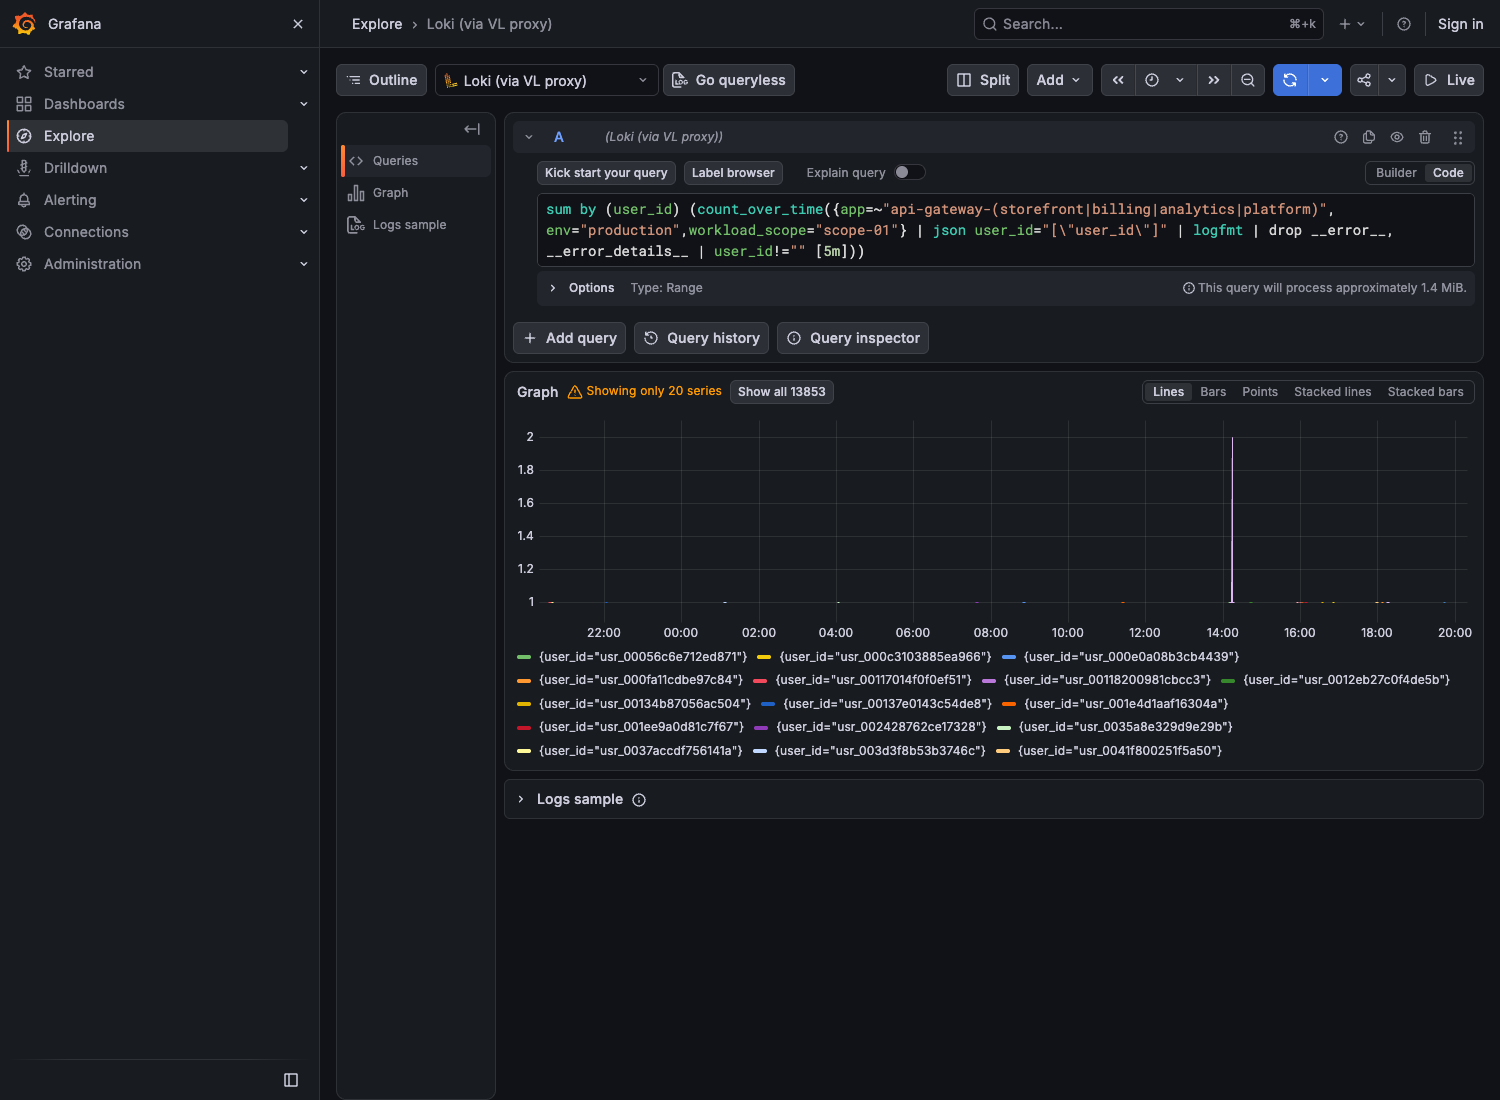 Grafana
Explore › Loki (via VL proxy)
Search...
⌘+k
Sign in
Starred
Dashboards
Explore
Drilldown
Alerting
Connections
Administration
Outline
Loki (via VL proxy)
Go queryless
Split
Add
Live
Queries
Graph
Logs sample
A
(Loki (via VL proxy))
Kick start your query
Label browser
Explain query
Builder
Code
sum by (user_id) (count_over_time({app=~"api-gateway-(storefront|billing|analytics|platform)",
env="production",workload_scope="scope-01"} | json user_id="[\"user_id\"]" | logfmt | drop __error__,
__error_details__ | user_id!="" [5m]))
Options
Type: Range
This query will process approximately 1.4 MiB.
Add query
Query history
Query inspector
Graph
Showing only 20 series
Show all 13853
Lines
Bars
Points
Stacked lines
Stacked bars
2
1.8
1.6
1.4
1.2
1
22:00 00:00 02:00 04:00 06:00 08:00 10:00 12:00 14:00 16:00 18:00 20:00
{user_id="usr_00056c6e712ed871"} {user_id="usr_000c3103885ea966"} {user_id="usr_000e0a08b3cb4439"}
{user_id="usr_000fa11cdbe97c84"} {user_id="usr_00117014f0f0ef51"} {user_id="usr_00118200981cbcc3"} {user_id="usr_0012eb27c0f4de5b"}
{user_id="usr_00134b87056ac504"} {user_id="usr_00137e0143c54de8"} {user_id="usr_001e4d1aaf16304a"}
{user_id="usr_001ee9a0d81c7f67"} {user_id="usr_002428762ce17328"} {user_id="usr_0035a8e329d9e29b"}
{user_id="usr_0037accdf756141a"} {user_id="usr_003d3f8b53b3746c"} {user_id="usr_0041f800251f5a50"}
Logs sample